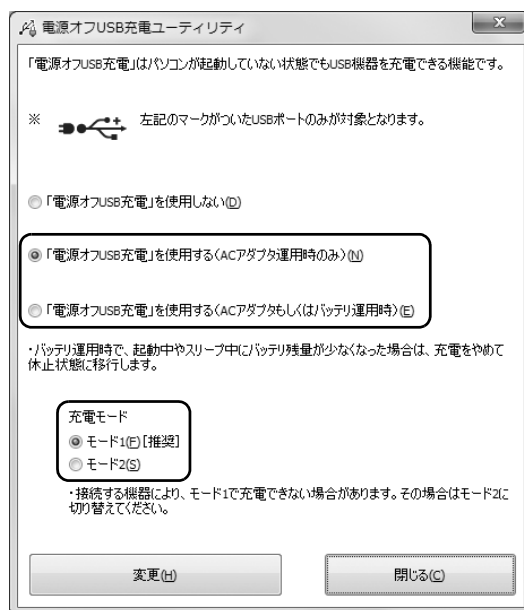 電源オフUSB充電ユーティリティ
「電源オフUSB充電」はパソコンが起動していない状態でもUSB機器を充電できる機能です。
※ 左記のマークがついたUSBポートのみが対象となります。
「電源オフUSB充電」を使用しない(D)
「電源オフUSB充電」を使用する(ACアダプタ運用時のみ)(N)
「電源オフUSB充電」を使用する(ACアダプタもしくはバッテリ運用時)(E)
・バッテリ運用時で、起動中やスリープ中にバッテリ残量が少なくなった場合は、充電をやめて
休止状態に移行します。
充電モード
モード1(F)[推奨]
モード2(S)
・接続する機器により、モード1で充電できない場合があります。その場合はモード2に
切り替えてください。
変更(H) 閉じる(C)